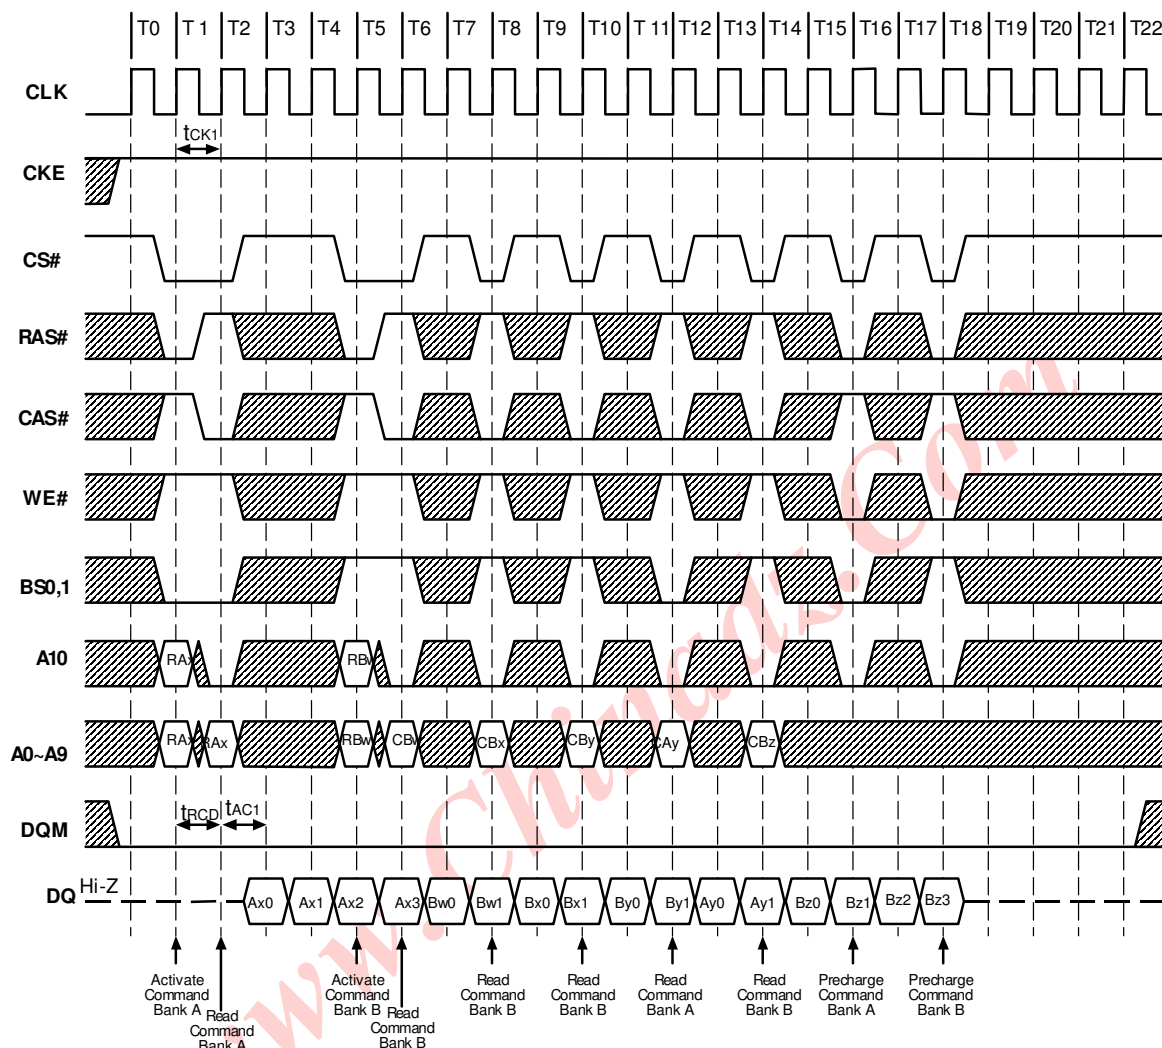 T0 T 1 T2 T3 T4 T5 T6 T7 T8 T9 T10 T 11 T12 T13 T14 T15 T16 T17 T18 T19 T20 T21 T22
CLK
tCK1
CKE
CS#
RAS#
CAS#
WE#
BS0,1
A10
RAx RBw
A0~A9
RAx RAx RBw CBw CBx CBy CAy CBz
tRCD tAC1
DQM
DQ Hi-Z
Ax0 Ax1 Ax2 Ax3 Bw0 Bw1 Bx0 Bx1 By0 By1 Ay0 Ay1 Bz0 Bz1 Bz2 Bz3
Activate
Command
Bank A
Read
Command
Bank A
Activate
Command
Bank B
Read
Command
Bank B
Read
Command
Bank B
Read
Command
Bank B
Read
Command
Bank A
Read
Command
Bank B
Precharge
Command
Bank A
Precharge
Command
Bank B
www.Chinadz.Com